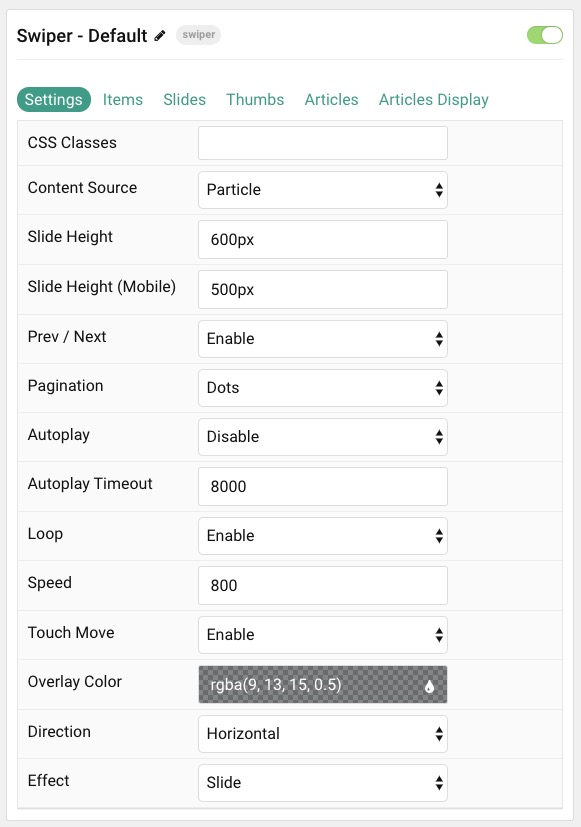 Swiper - Default swiper
Settings Items Slides Thumbs Articles Articles Display
CSS Classes
Content Source Particle
Slide Height 600px
Slide Height (Mobile) 500px
Prev / Next Enable
Pagination Dots
Autoplay Disable
Autoplay Timeout 8000
Loop Enable
Speed 800
Touch Move Enable
Overlay Color rgba(9, 13, 15, 0.5)
Direction Horizontal
Effect Slide